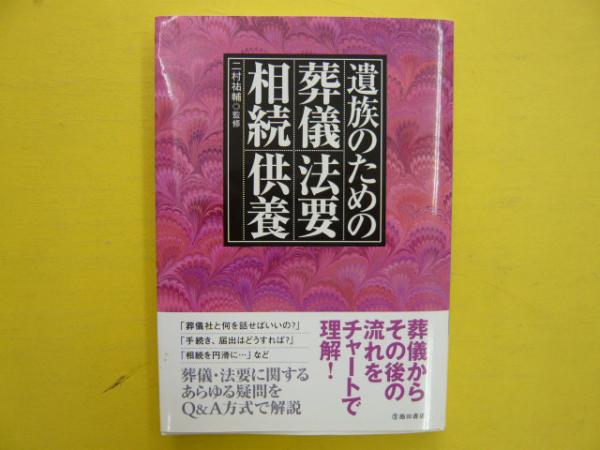 遺族のための
葬儀 法要
相続 供養
二村祐輔◎監修
葬儀から
その後の
流れを
チャートで
理解!
「葬儀社と何を話せばいいの?」
「手続き、届出はどうすれば?」
「相続を円滑に…」など
葬儀・法要に関する
あらゆる疑問を
Q&A方式で解説
池田書店